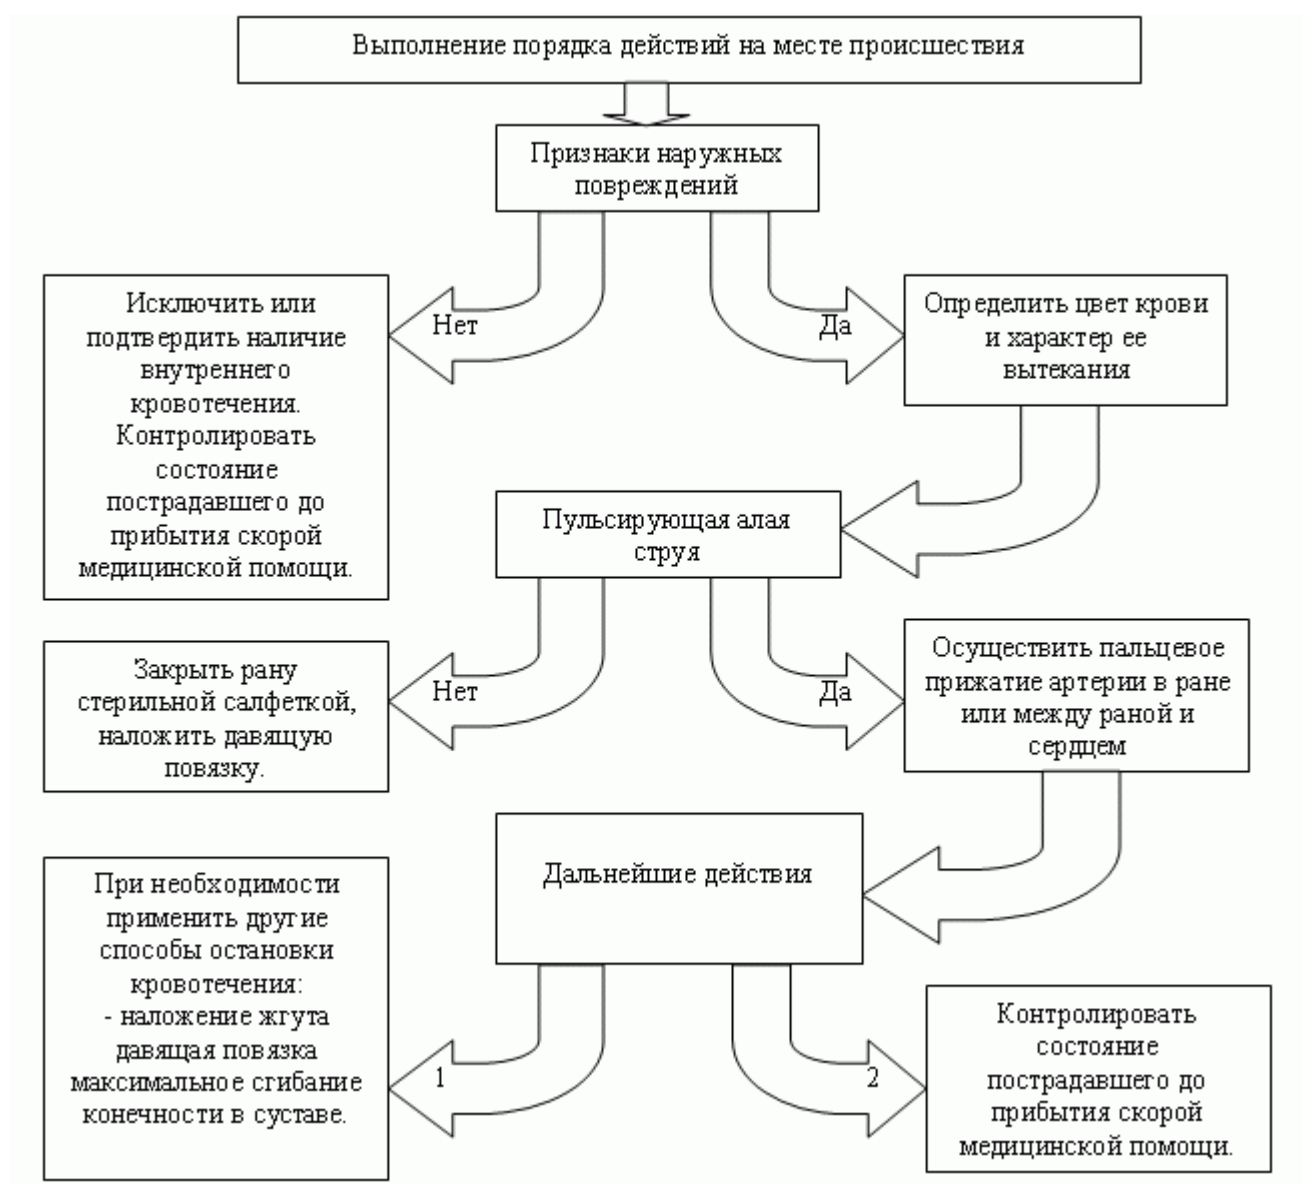 Выполнение порядка действий на месте происшествия
Признаки наружных
повреждений
Нет
Да
Исключить или
подтвердить наличие
внутреннего
кровотечения.
Контролировать
состояние
пострадавшего до
прибытия скорой
медицинской помощи.
Определить цвет крови
и характер ее
вытекания
Пульсирующая алая
струя
Нет
Да
Закрыть рану
стерильной салфеткой,
наложить давящую
повязку.
Осуществить пальцевое
прижатие артерии в ране
или между раной и
сердцем
Дальнейшие действия
1
2
При необходимости
применить другие
способы остановки
кровотечения:
- наложение жгута
давящая повязка
максимальное сгибание
конечности в суставе.
Контролировать
состояние
пострадавшего до
прибытия скорой
медицинской помощи.